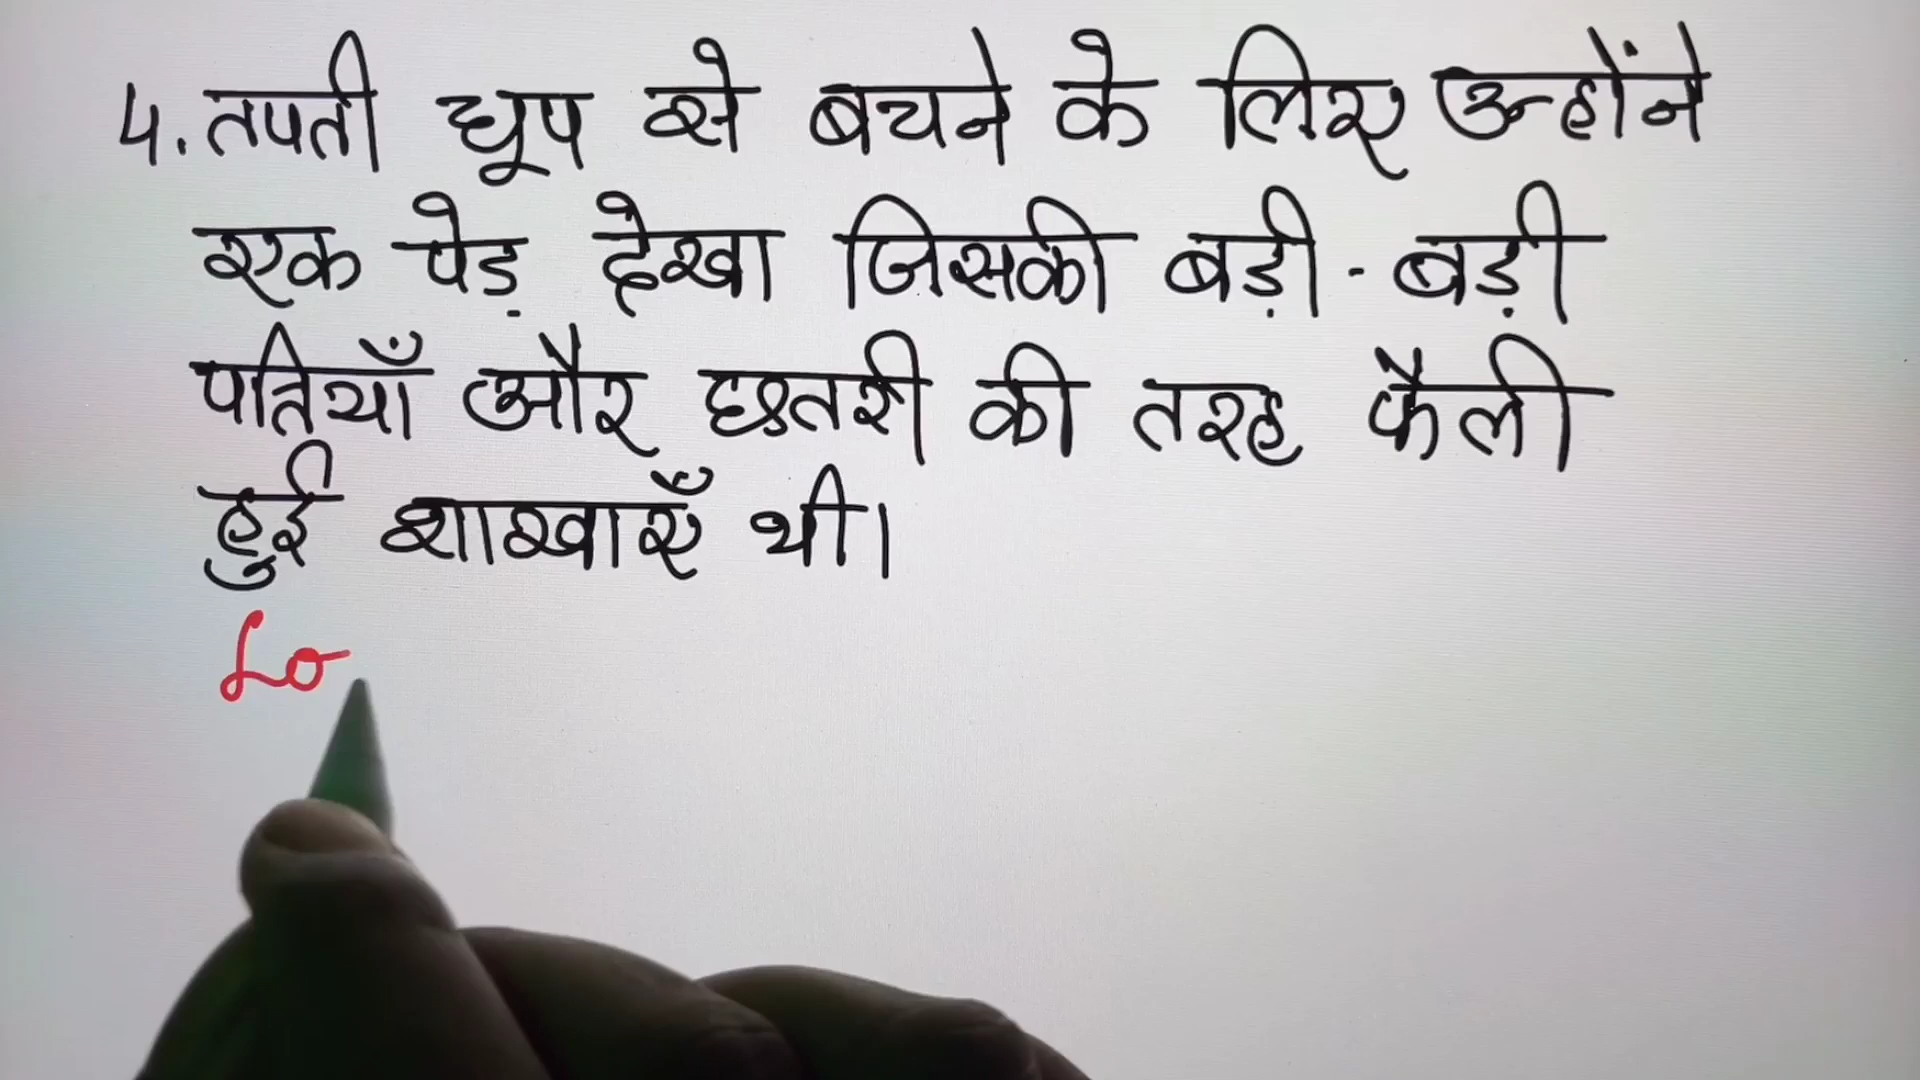 4. तपती धूप से बचने के लिए उन्होंने
एक पेड़ देखा जिसकी बड़ी - बड़ी
पतियाँ और छतरी की तरह फैली
हुई शाखाएँ थी।
Lo